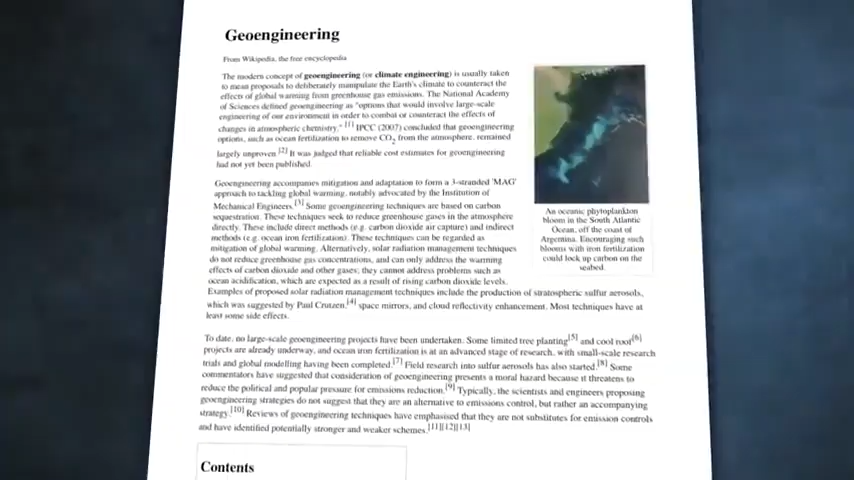 Geoengineering
From Wikipedia, the free encyclopedia
The modern concept of geoengineering (or climate engineering) is usually taken
to mean proposals to deliberately manipulate the Earth's climate to counteract the
effects of global warming from greenhouse gas emissions. The National Academy
of Sciences defined geoengineering as "options that would involve large-scale
engineering of our environment in order to combat or counteract the effects of
changes in atmospheric chemistry." [1] IPCC (2007) concluded that geoengineering
options, such as ocean fertilization to remove CO2 from the atmosphere, remained
largely unproven.[2] It was judged that reliable cost estimates for geoengineering
had not yet been published.
Geoengineering accompanies mitigation and adaptation to form a 3-stranded 'MAG'
approach to tackling global warming, notably advocated by the Institution of
Mechanical Engineers.[3] Some geoengineering techniques are based on carbon
sequestration. These techniques seek to reduce greenhouse gases in the atmosphere
directly. These include direct methods (e.g. carbon dioxide air capture) and indirect
methods (e.g. ocean iron fertilization). These techniques can be regarded as
mitigation of global warming. Alternatively, solar radiation management techniques
do not reduce greenhouse gas concentrations, and can only address the warming
effects of carbon dioxide and other gases; they cannot address problems such as
ocean acidification, which are expected as a result of rising carbon dioxide levels.
Examples of proposed solar radiation management techniques include the production of stratospheric sulfur aerosols,
which was suggested by Paul Crutzen,[4] space mirrors, and cloud reflectivity enhancement. Most techniques have at
least some side effects.
An oceanic phytoplankton
bloom in the South Atlantic
Ocean, off the coast of
Argentina. Encouraging such
blooms with iron fertilization
could lock up carbon on the
seabed.
To date, no large-scale geoengineering projects have been undertaken. Some limited tree planting[5] and cool roof[6]
projects are already underway, and ocean iron fertilization is at an advanced stage of research, with small-scale research
trials and global modelling having been completed.[7] Field research into sulfur aerosols has also started.[8] Some
commentators have suggested that consideration of geoengineering presents a moral hazard because it threatens to
reduce the political and popular pressure for emissions reduction.[9] Typically, the scientists and engineers proposing
geoengineering strategies do not suggest that they are an alternative to emissions control, but rather an accompanying
strategy.[10] Reviews of geoengineering techniques have emphasised that they are not substitutes for emission controls
and have identified potentially stronger and weaker schemes.[11][12][13]
Contents